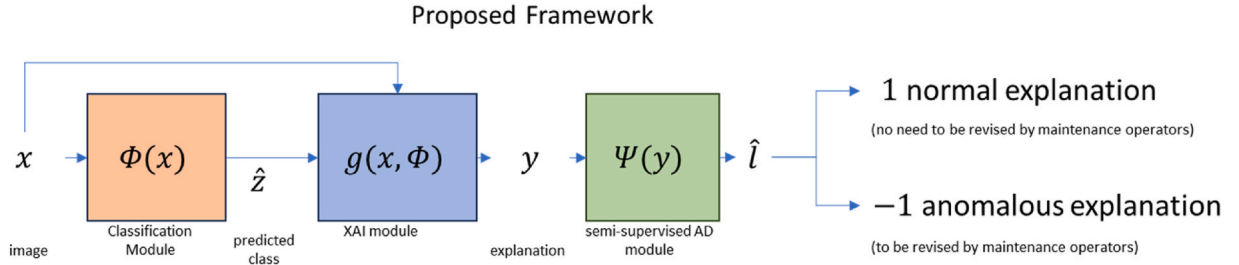 Proposed Framework
x
Φ(x)
ẑ
g(x, Φ)
y
Ψ(y)
l̂
1 normal explanation
(no need to be revised by maintenance operators)
−1 anomalous explanation
(to be revised by maintenance operators)
image
Classification
Module
predicted
class
XAI module
explanation
semi-supervised AD
module